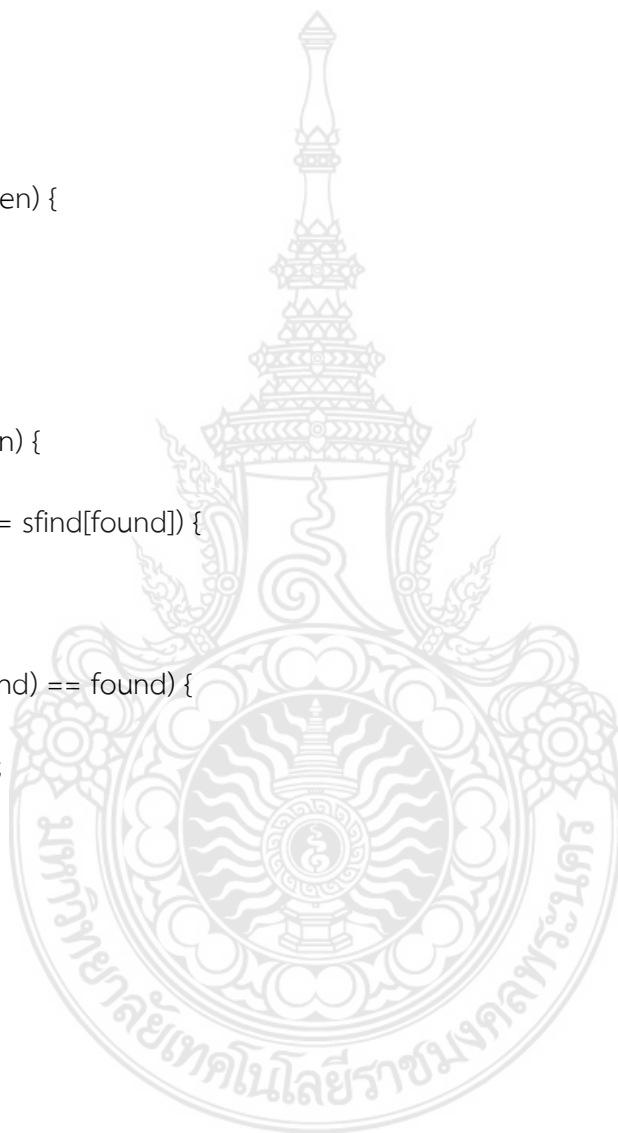 en) {
n) {
= sfind[found]) {
nd) == found) {
;
มหาวิทยาลัยเทคโนโลยีราชมงคลพระนคร